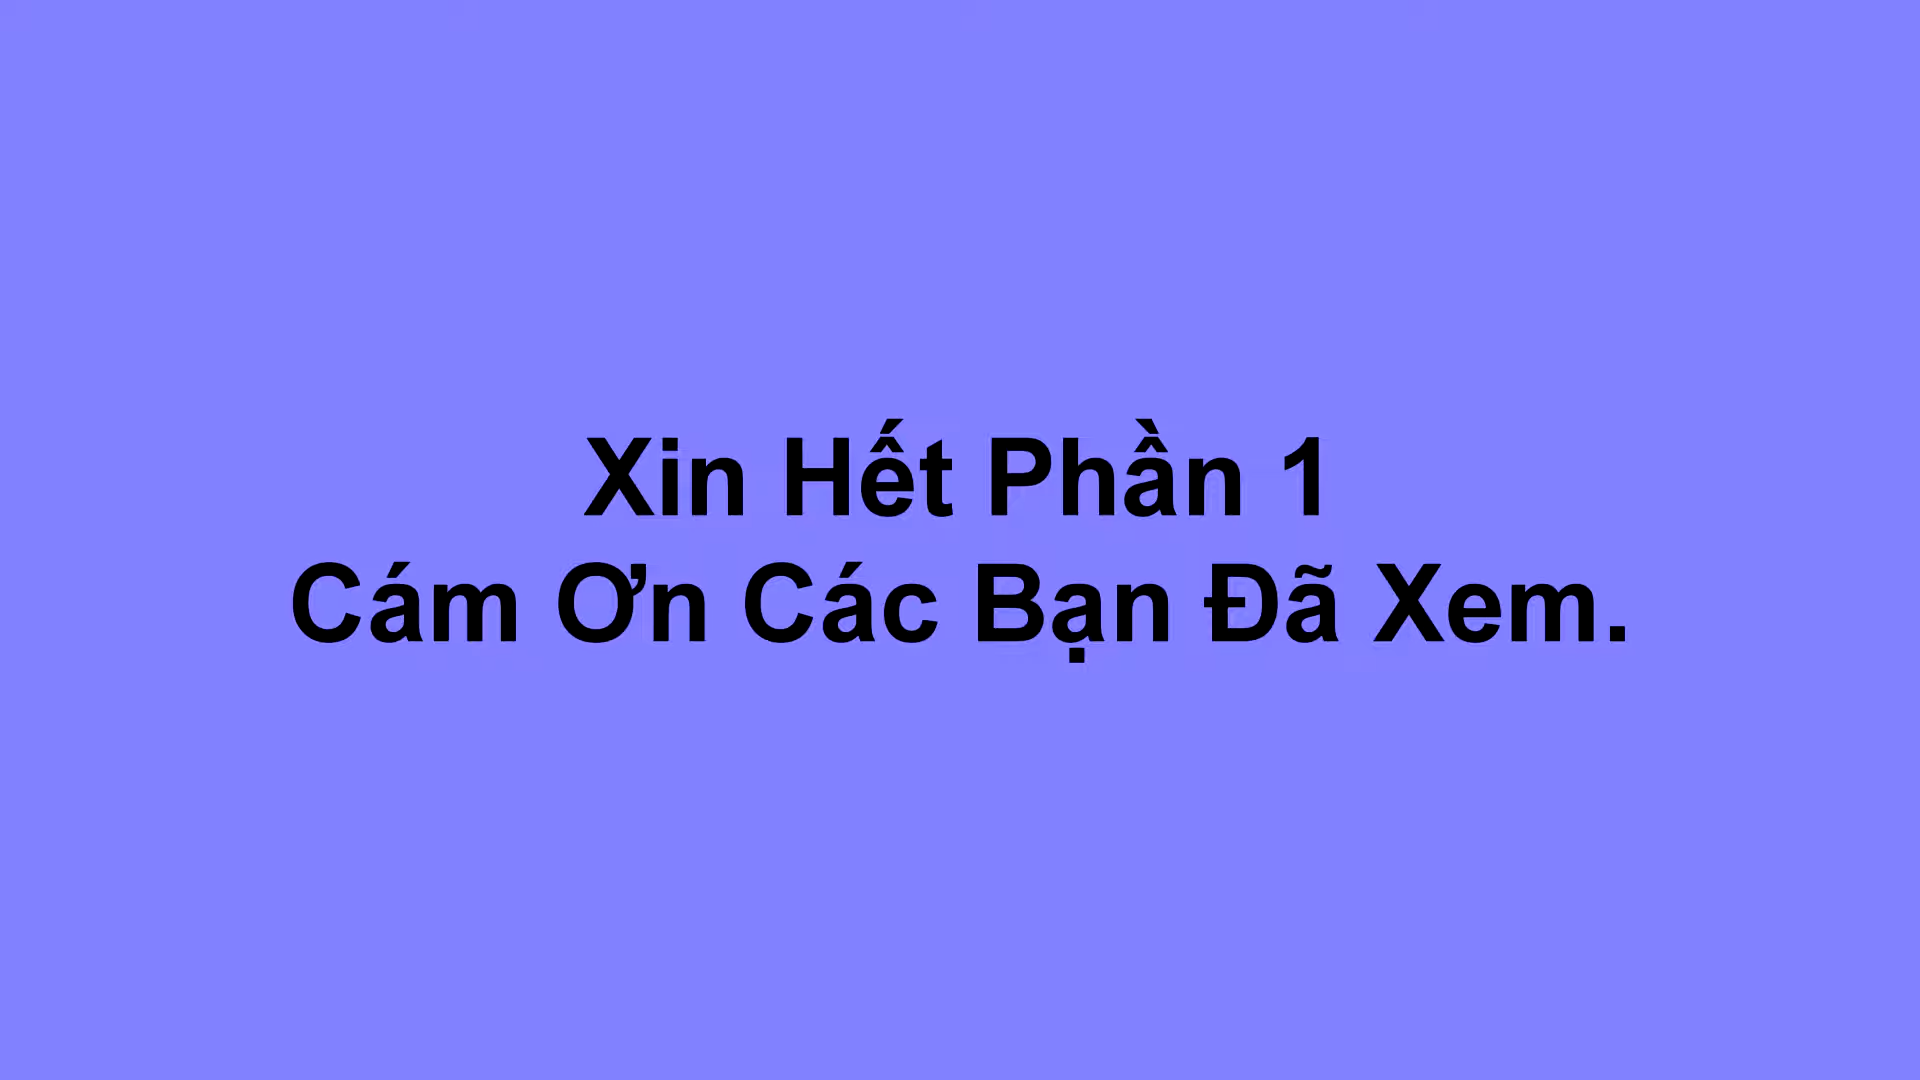 Xin Hết Phần 1
Cám Ơn Các Bạn Đã Xem.